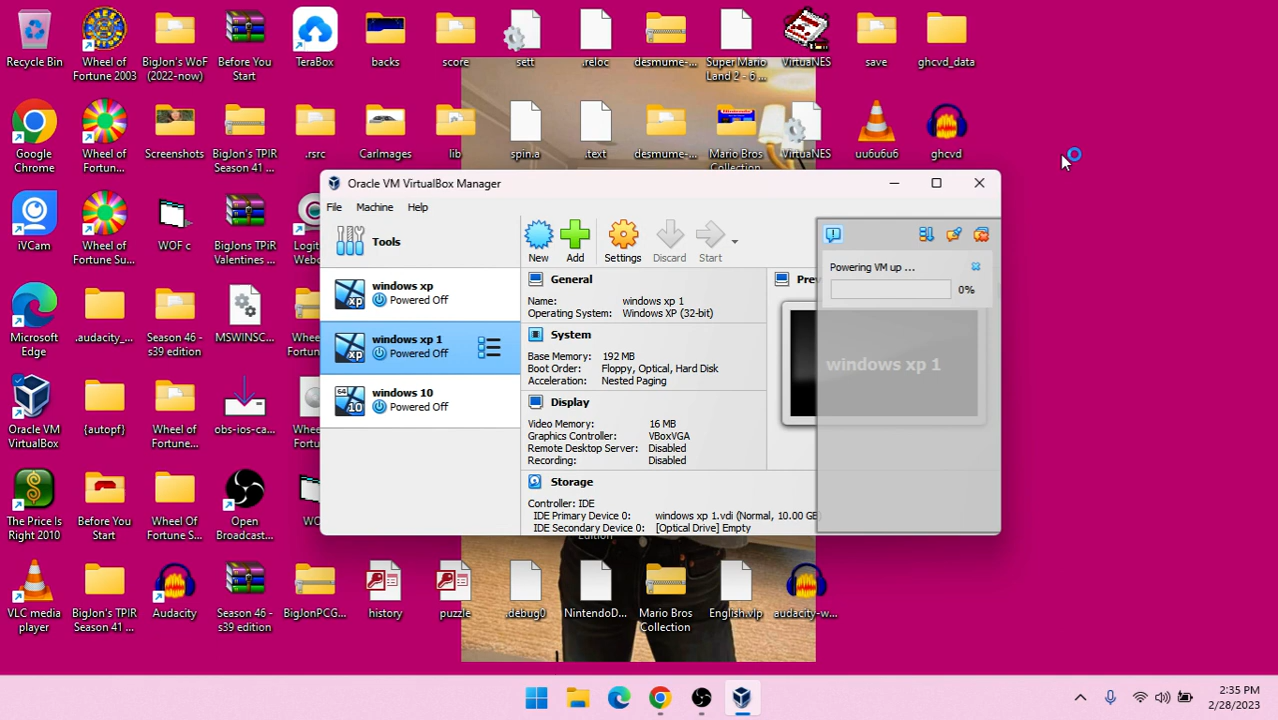 Recycle Bin
Wheel of
Fortune 2003
BigJon's WoF
(2022-now)
Before You
Start
TeraBox
backs
score
sett
.reloc
desmume-...
Super Mario
Land 2 - 6 ...
VirtuaNES
save
ghcvd_data
Google
Chrome
Wheel of
Fortun...
Screenshots
BigJon's TPIR
Season 41 ...
.rsrc
CarImages
lib
spin.a
.text
desmume-...
Mario Bros
Collection
VirtuaNES
uu6u6u6
ghcvd
iVCam
Wheel of
Fortune Su...
WOF c
BigJons TPiR
Valentines ...
Logit
Webc
Microsoft
Edge
.audacity_...
Season 46 -
s39 edition
MSWINSC...
Wheel
Fortun
Oracle VM
VirtualBox
{autopf}
Wheel of
Fortune ...
obs-ios-ca...
Whe
Fortu
The Price Is
Right 2010
Before You
Start
Wheel Of
Fortune S...
Open
Broadcast...
WO
Edition
VLC media
player
BigJon's TPIR
Season 41 ...
Audacity
Season 46 -
s39 edition
BigJonPCG...
history
puzzle
.debug0
NintendoD...
Mario Bros
Collection
English.vlp
audacity-w...
Oracle VM VirtualBox Manager
File Machine Help
Tools
New
Add
Settings
Discard
Start
windows xp
Powered Off
windows xp 1
Powered Off
64
10
windows 10
Powered Off
General
Name: windows xp 1
Operating System: Windows XP (32-bit)
System
Base Memory: 192 MB
Boot Order: Floppy, Optical, Hard Disk
Acceleration: Nested Paging
Display
Video Memory: 16 MB
Graphics Controller: VBoxVGA
Remote Desktop Server: Disabled
Recording: Disabled
Storage
Controller: IDE
IDE Primary Device 0: windows xp 1.vdi (Normal, 10.00 GB
IDE Secondary Device 0: [Optical Drive] Empty
Pre
Powering VM up ...
0%
windows xp 1
2:35 PM
2/28/2023